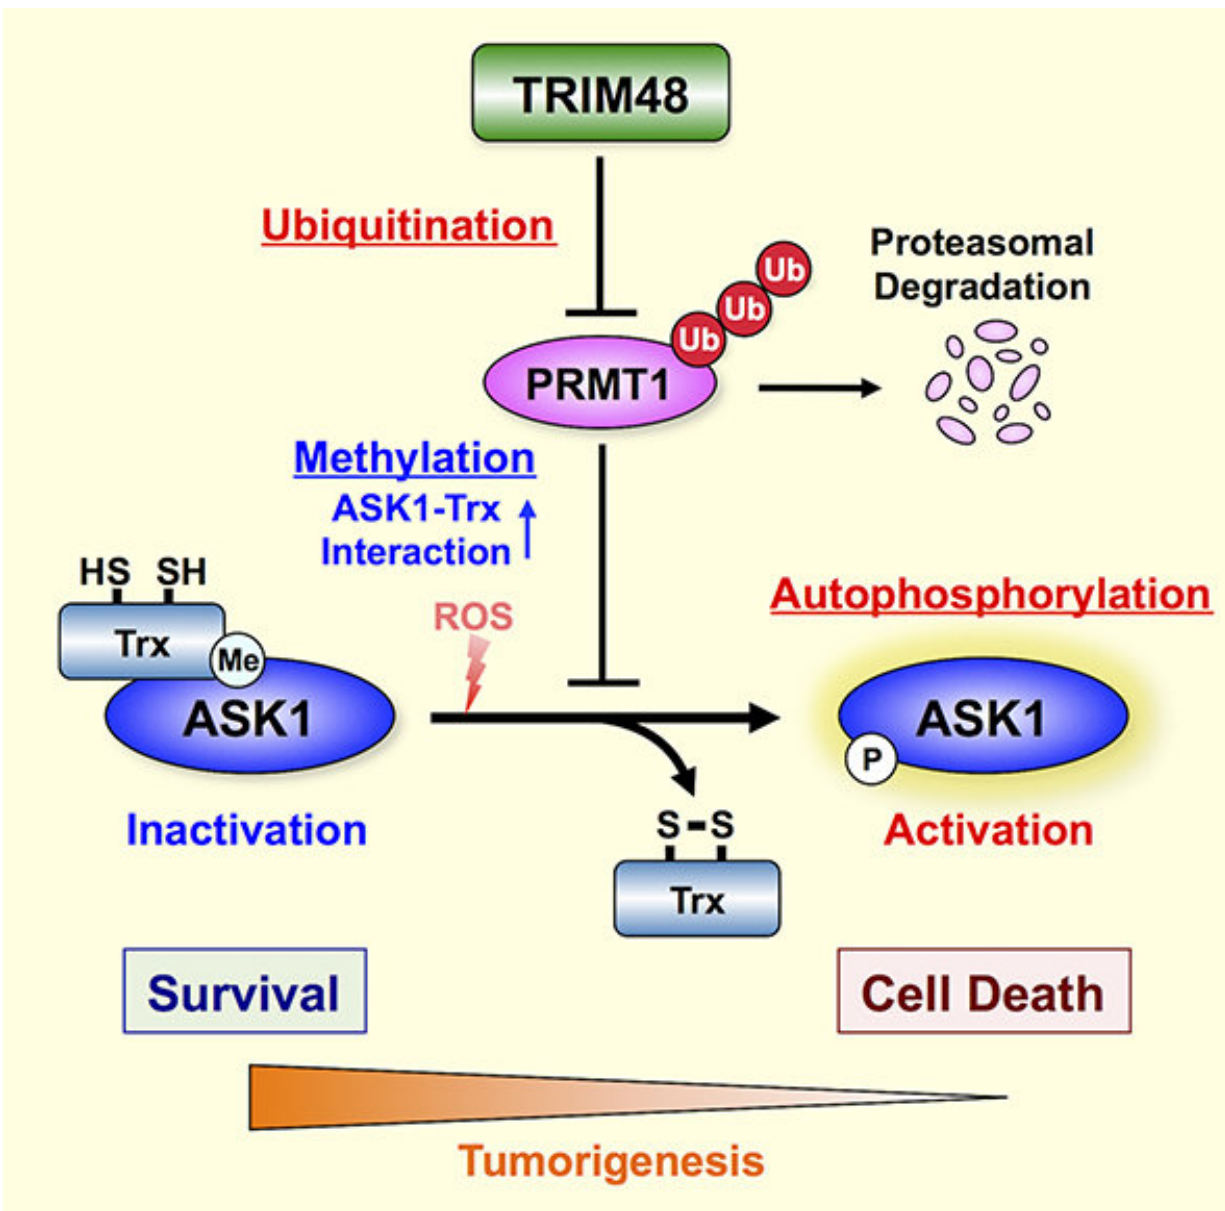 TRIM48
Ubiquitination
Ub
Ub
Ub
Proteasomal
Degradation
PRMT1
Methylation
ASK1-Trx
Interaction
HS SH
Trx
Me
ASK1
ROS
Autophosphorylation
ASK1
P
Inactivation
S-S
Trx
Activation
Survival
Cell Death
Tumorigenesis